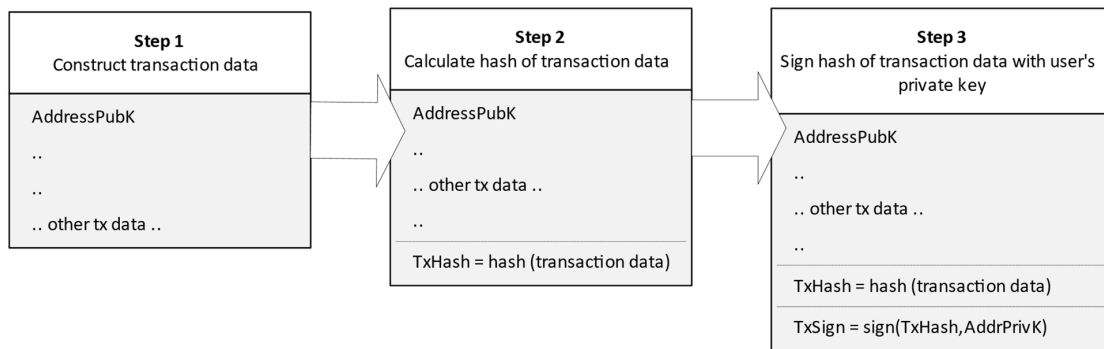 Step 1
Construct transaction data
AddressPubK
..
..
.. other tx data ..
Step 2
Calculate hash of transaction data
AddressPubK
..
.. other tx data ..
..
TxHash = hash (transaction data)
Step 3
Sign hash of transaction data with user's
private key
AddressPubK
..
.. other tx data ..
..
TxHash = hash (transaction data)
TxSign = sign(TxHash,AddrPrivK)